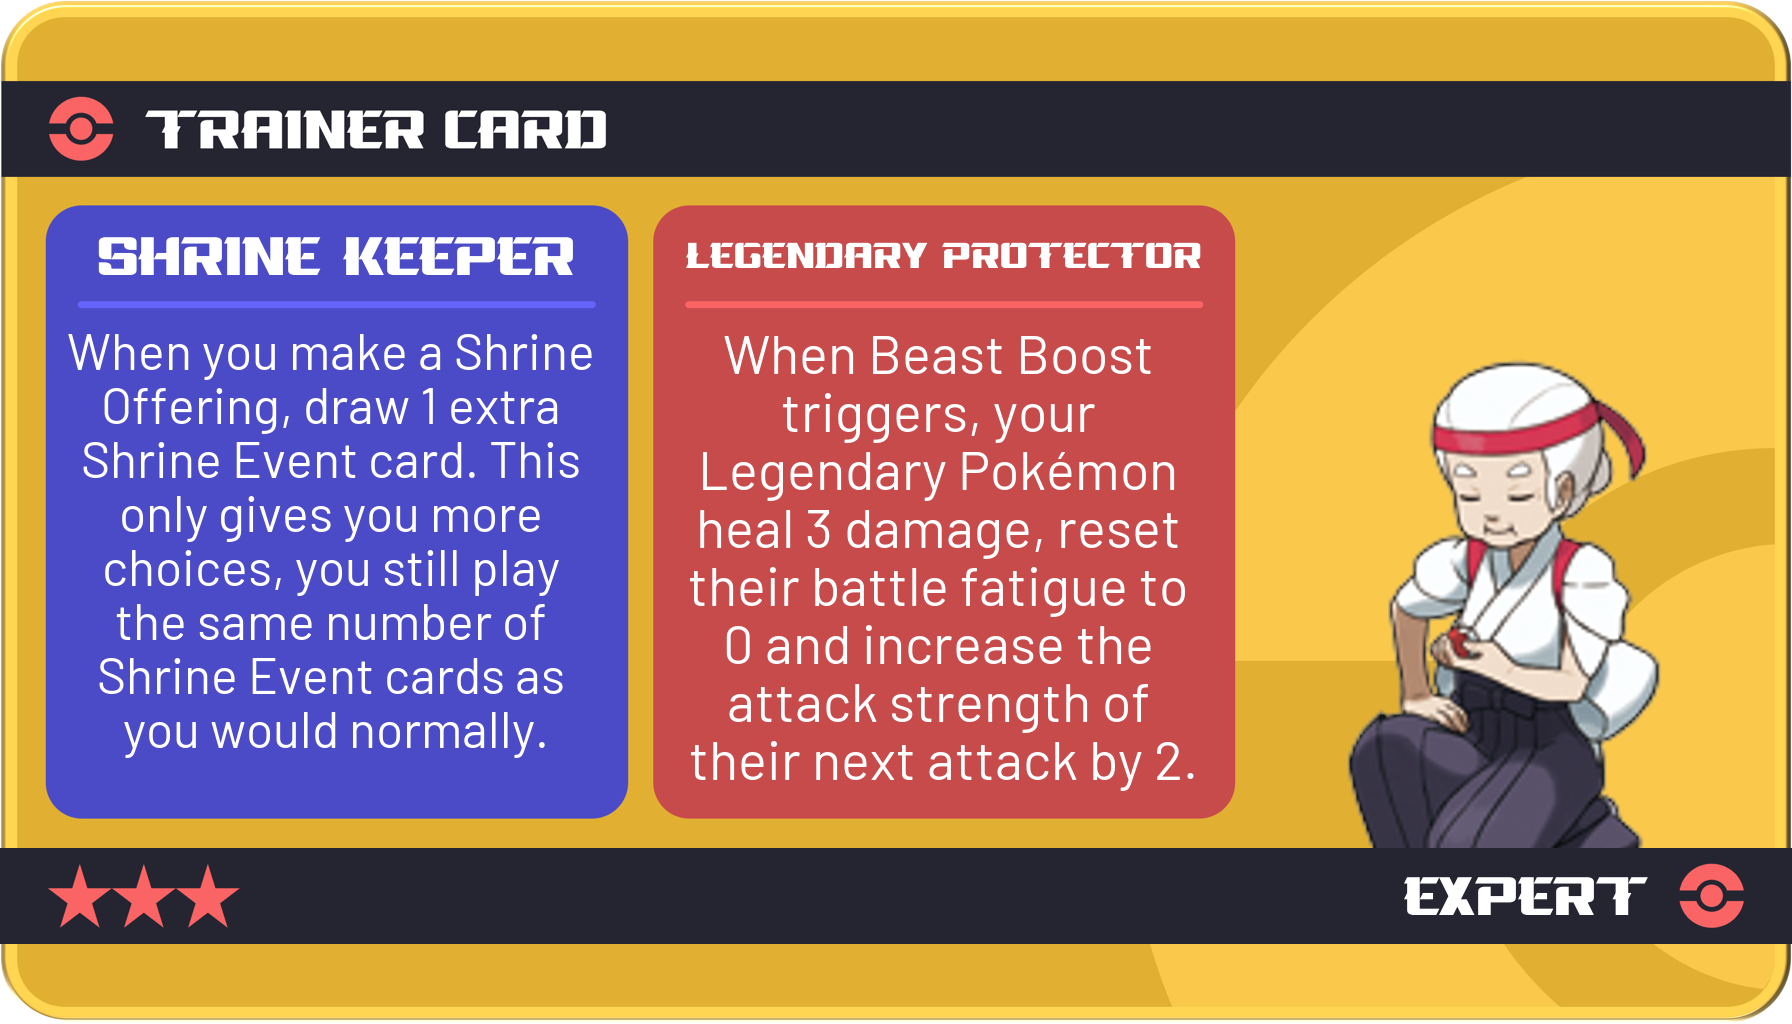 TRAINER CARD
SHRINE KEEPER
When you make a Shrine
Offering, draw 1 extra
Shrine Event card. This
only gives you more
choices, you still play
the same number of
Shrine Event cards as
you would normally.
LEGENDARY PROTECTOR
When Beast Boost
triggers, your
Legendary Pokémon
heal 3 damage, reset
their battle fatigue to
0 and increase the
attack strength of
their next attack by 2.
EXPERT